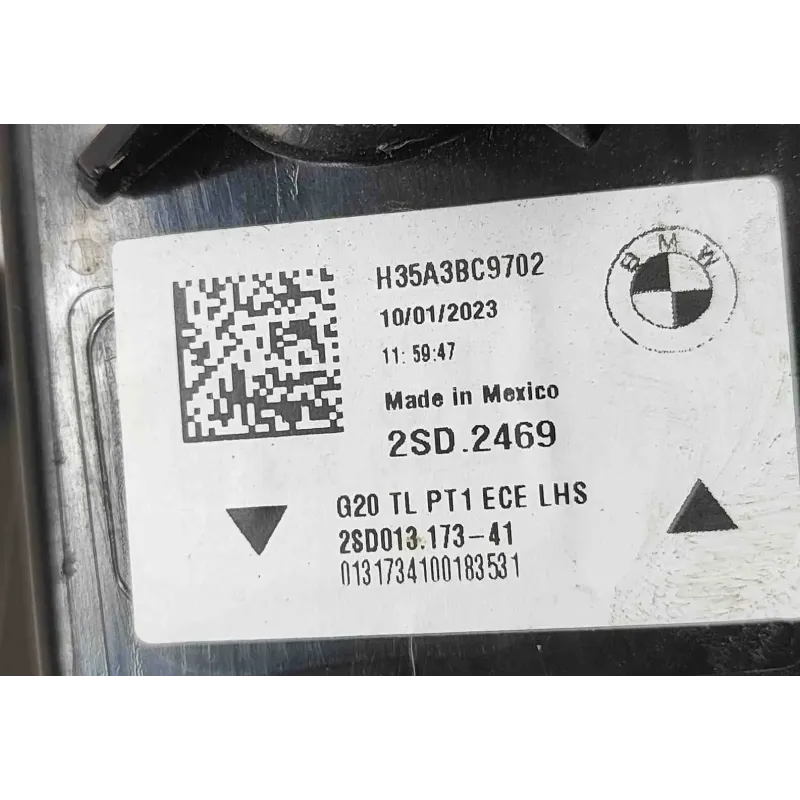 H35A3BC9702
BMW
10/01/2023
11:59:47
Made in Mexico
2SD.2469
G20 TL PT1 ECE LHS
2SD013.173-41
0131734100183531